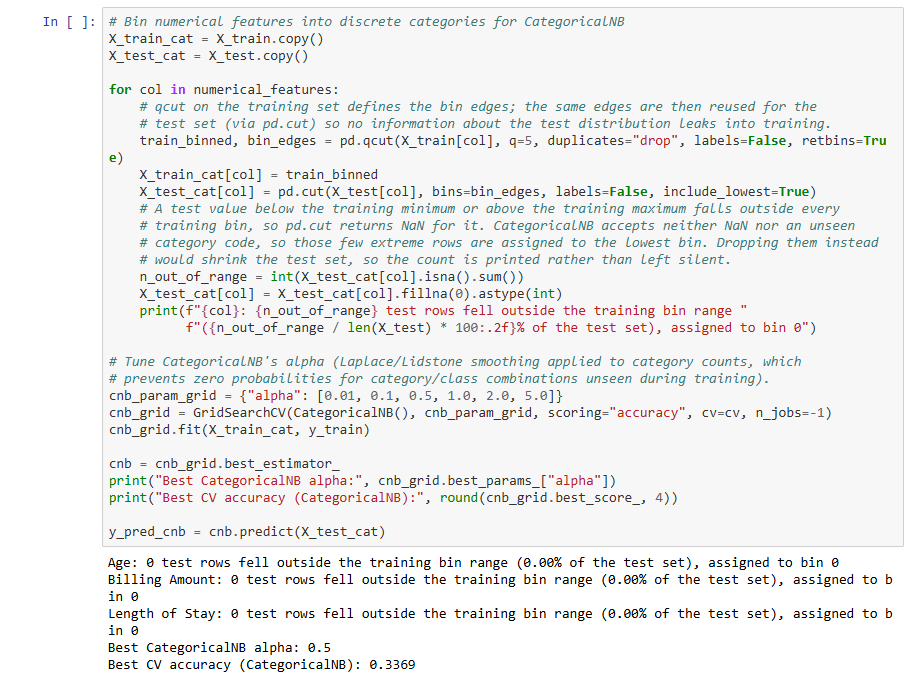 In [ ]: # Bin numerical features into discrete categories for CategoricalNB
X_train_cat = X_train.copy()
X_test_cat = X_test.copy()

for col in numerical_features:
    # qcut on the training set defines the bin edges; the same edges are then reused for the
    # test set (via pd.cut) so no information about the test distribution leaks into training.
    train_binned, bin_edges = pd.qcut(X_train[col], q=5, duplicates="drop", labels=False, retbins=Tru
e)
    X_train_cat[col] = train_binned
    X_test_cat[col] = pd.cut(X_test[col], bins=bin_edges, labels=False, include_lowest=True)
    # A test value below the training minimum or above the training maximum falls outside every
    # training bin, so pd.cut returns NaN for it. CategoricalNB accepts neither NaN nor an unseen
    # category code, so those few extreme rows are assigned to the lowest bin. Dropping them instead
    # would shrink the test set, so the count is printed rather than left silent.
    n_out_of_range = int(X_test_cat[col].isna().sum())
    X_test_cat[col] = X_test_cat[col].fillna(0).astype(int)
    print(f"{col}: {n_out_of_range} test rows fell outside the training bin range "
          f"({n_out_of_range / len(X_test) * 100:.2f}% of the test set), assigned to bin 0")

# Tune CategoricalNB's alpha (Laplace/Lidstone smoothing applied to category counts, which
# prevents zero probabilities for category/class combinations unseen during training).
cnb_param_grid = {"alpha": [0.01, 0.1, 0.5, 1.0, 2.0, 5.0]}
cnb_grid = GridSearchCV(CategoricalNB(), cnb_param_grid, scoring="accuracy", cv=cv, n_jobs=-1)
cnb_grid.fit(X_train_cat, y_train)

cnb = cnb_grid.best_estimator_
print("Best CategoricalNB alpha:", cnb_grid.best_params_["alpha"])
print("Best CV accuracy (CategoricalNB):", round(cnb_grid.best_score_, 4))

y_pred_cnb = cnb.predict(X_test_cat)

Age: 0 test rows fell outside the training bin range (0.00% of the test set), assigned to bin 0
Billing Amount: 0 test rows fell outside the training bin range (0.00% of the test set), assigned to b
in 0
Length of Stay: 0 test rows fell outside the training bin range (0.00% of the test set), assigned to b
in 0
Best CategoricalNB alpha: 0.5
Best CV accuracy (CategoricalNB): 0.3369